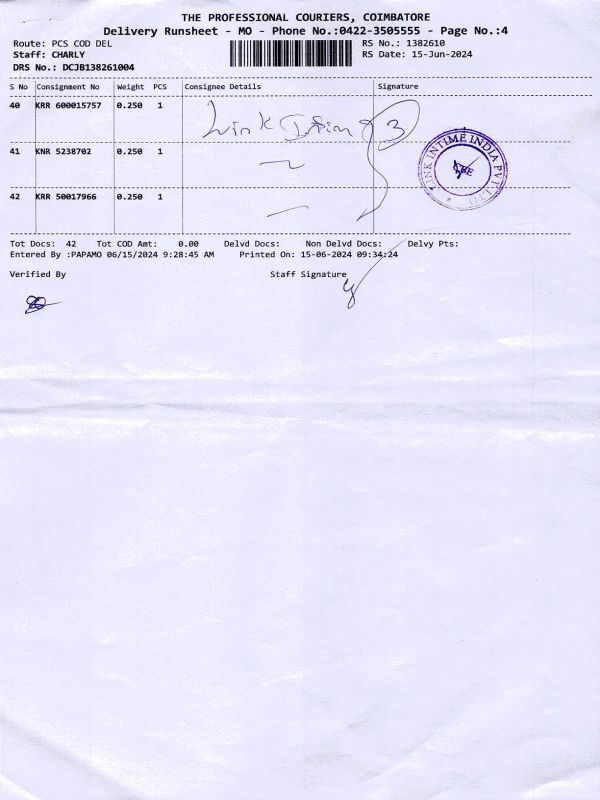 THE PROFESSIONAL COURIERS, COIMBATORE
Delivery Runsheet - MO - Phone No.:0422-3505555 - Page No.:4
Route: PCS COD DEL RS No.: 1382610
Staff: CHARLY RS Date: 15-Jun-2024
DRS No.: DCJB138261004
S No Consignment No Weight PCS Consignee Details Signature
40 KRR 600015757 0.250 1
Link Intime 3
41 KNR 5238702 0.250 1
LINK INTIME INDIA PVT. LTD
42 KRR 50017966 0.250 1
Tot Docs: 42 Tot COD Amt: 0.00 Delvd Docs: Non Delvd Docs: Delvy Pts:
Entered By :PAPAMO 06/15/2024 9:28:45 AM Printed On: 15-06-2024 09:34:24
Verified By Staff Signature